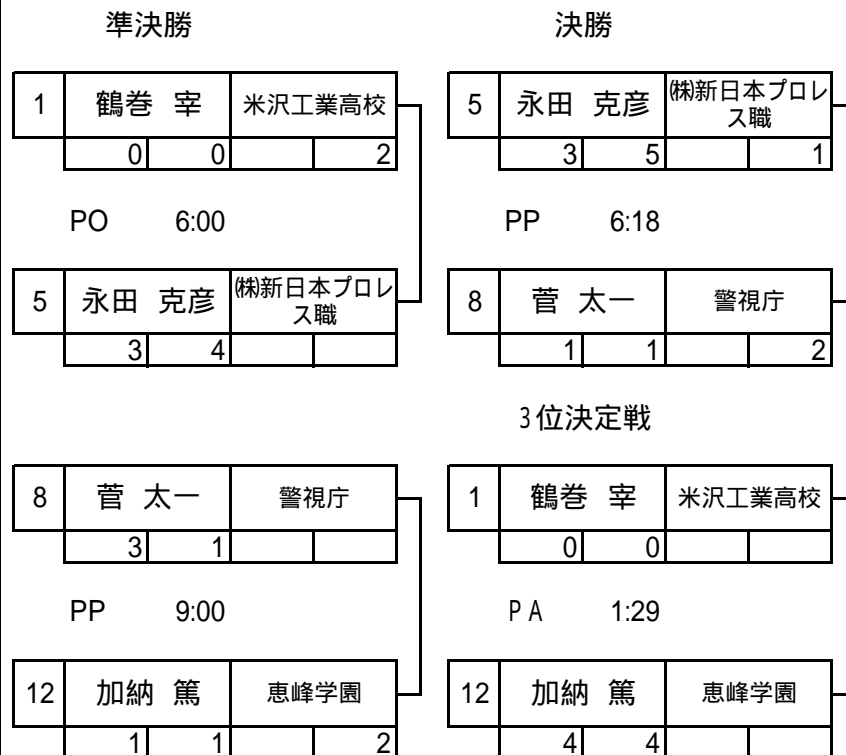 準決勝
1 鶴巻 宰 米沢工業高校
0 0 2
PO 6:00
5 永田 克彦 ㈱新日本プロレ
ス職
3 4
8 菅 太一 警視庁
3 1
PP 9:00
12 加納 篤 恵峰学園
1 1 2
決勝
5 永田 克彦 ㈱新日本プロレ
ス職
3 5 1
PP 6:18
8 菅 太一 警視庁
1 1 2
3位決定戦
1 鶴巻 宰 米沢工業高校
0 0
PA 1:29
12 加納 篤 恵峰学園
4 4